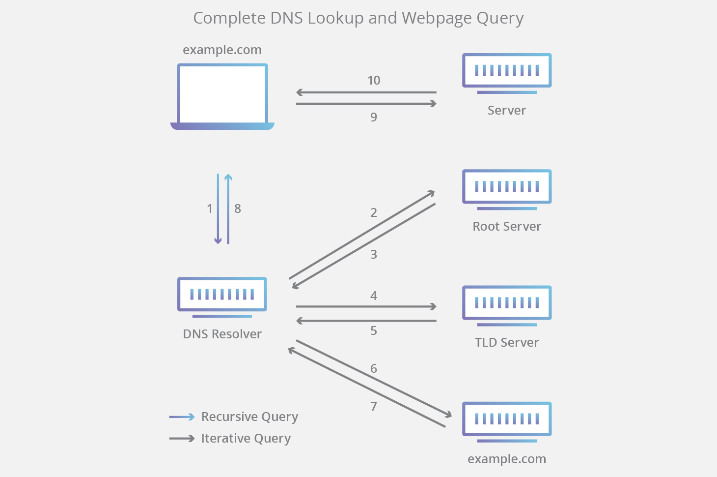 Complete DNS Lookup and Webpage Query
example.com
10
9
Server
1
8
2
3
Root Server
4
5
DNS Resolver
TLD Server
6
7
Recursive Query
Iterative Query
example.com